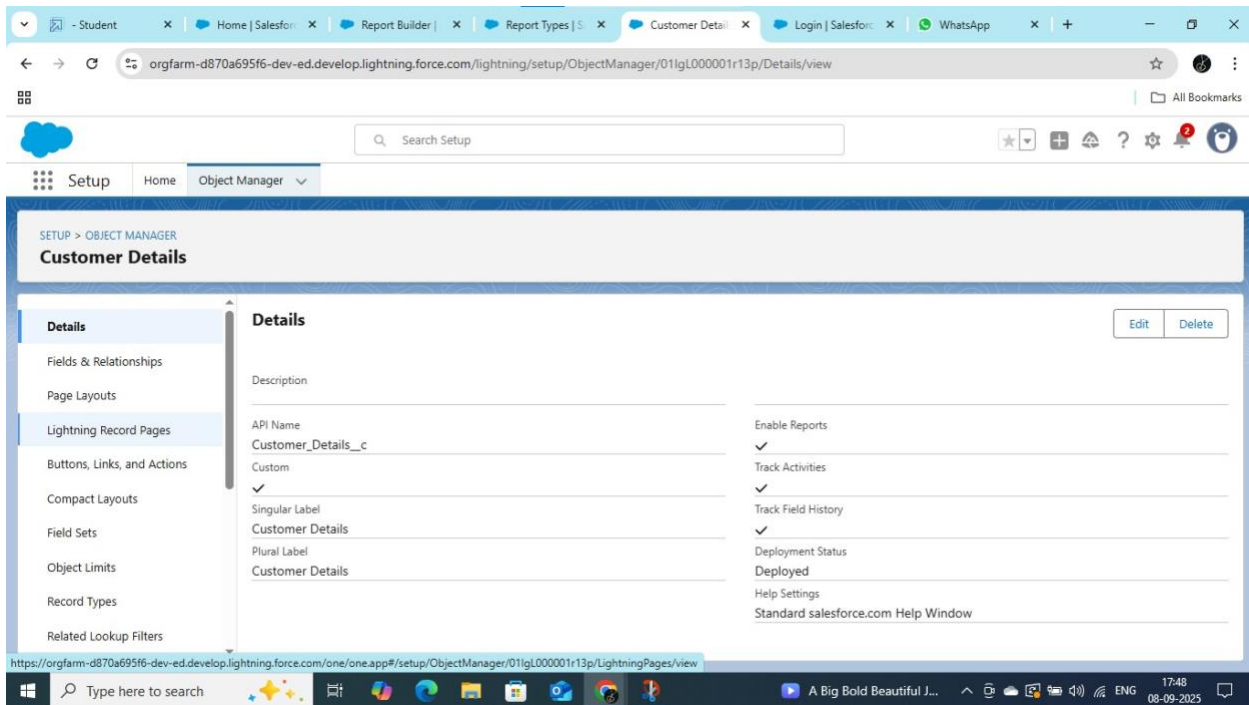 - Student
Home | Salesforc
Report Builder |
Report Types | S
Customer Detail
Login | Salesforc
WhatsApp
orgfarm-d870a695f6-dev-ed.develop.lightning.force.com/lightning/setup/ObjectManager/01IgL000001r13p/Details/view
All Bookmarks
Search Setup
2
Setup
Home
Object Manager
SETUP > OBJECT MANAGER
Customer Details
Details
Fields & Relationships
Page Layouts
Lightning Record Pages
Buttons, Links, and Actions
Compact Layouts
Field Sets
Object Limits
Record Types
Related Lookup Filters
Details
Edit
Delete
Description
API Name
Customer_Details__c
Custom
Singular Label
Customer Details
Plural Label
Customer Details
Enable Reports
Track Activities
Track Field History
Deployment Status
Deployed
Help Settings
Standard salesforce.com Help Window
https://orgfarm-d870a695f6-dev-ed.develop.lightning.force.com/one/one.app#/setup/ObjectManager/01IgL000001r13p/LightningPages/view
Type here to search
A Big Bold Beautiful J...
ENG
17:48
08-09-2025